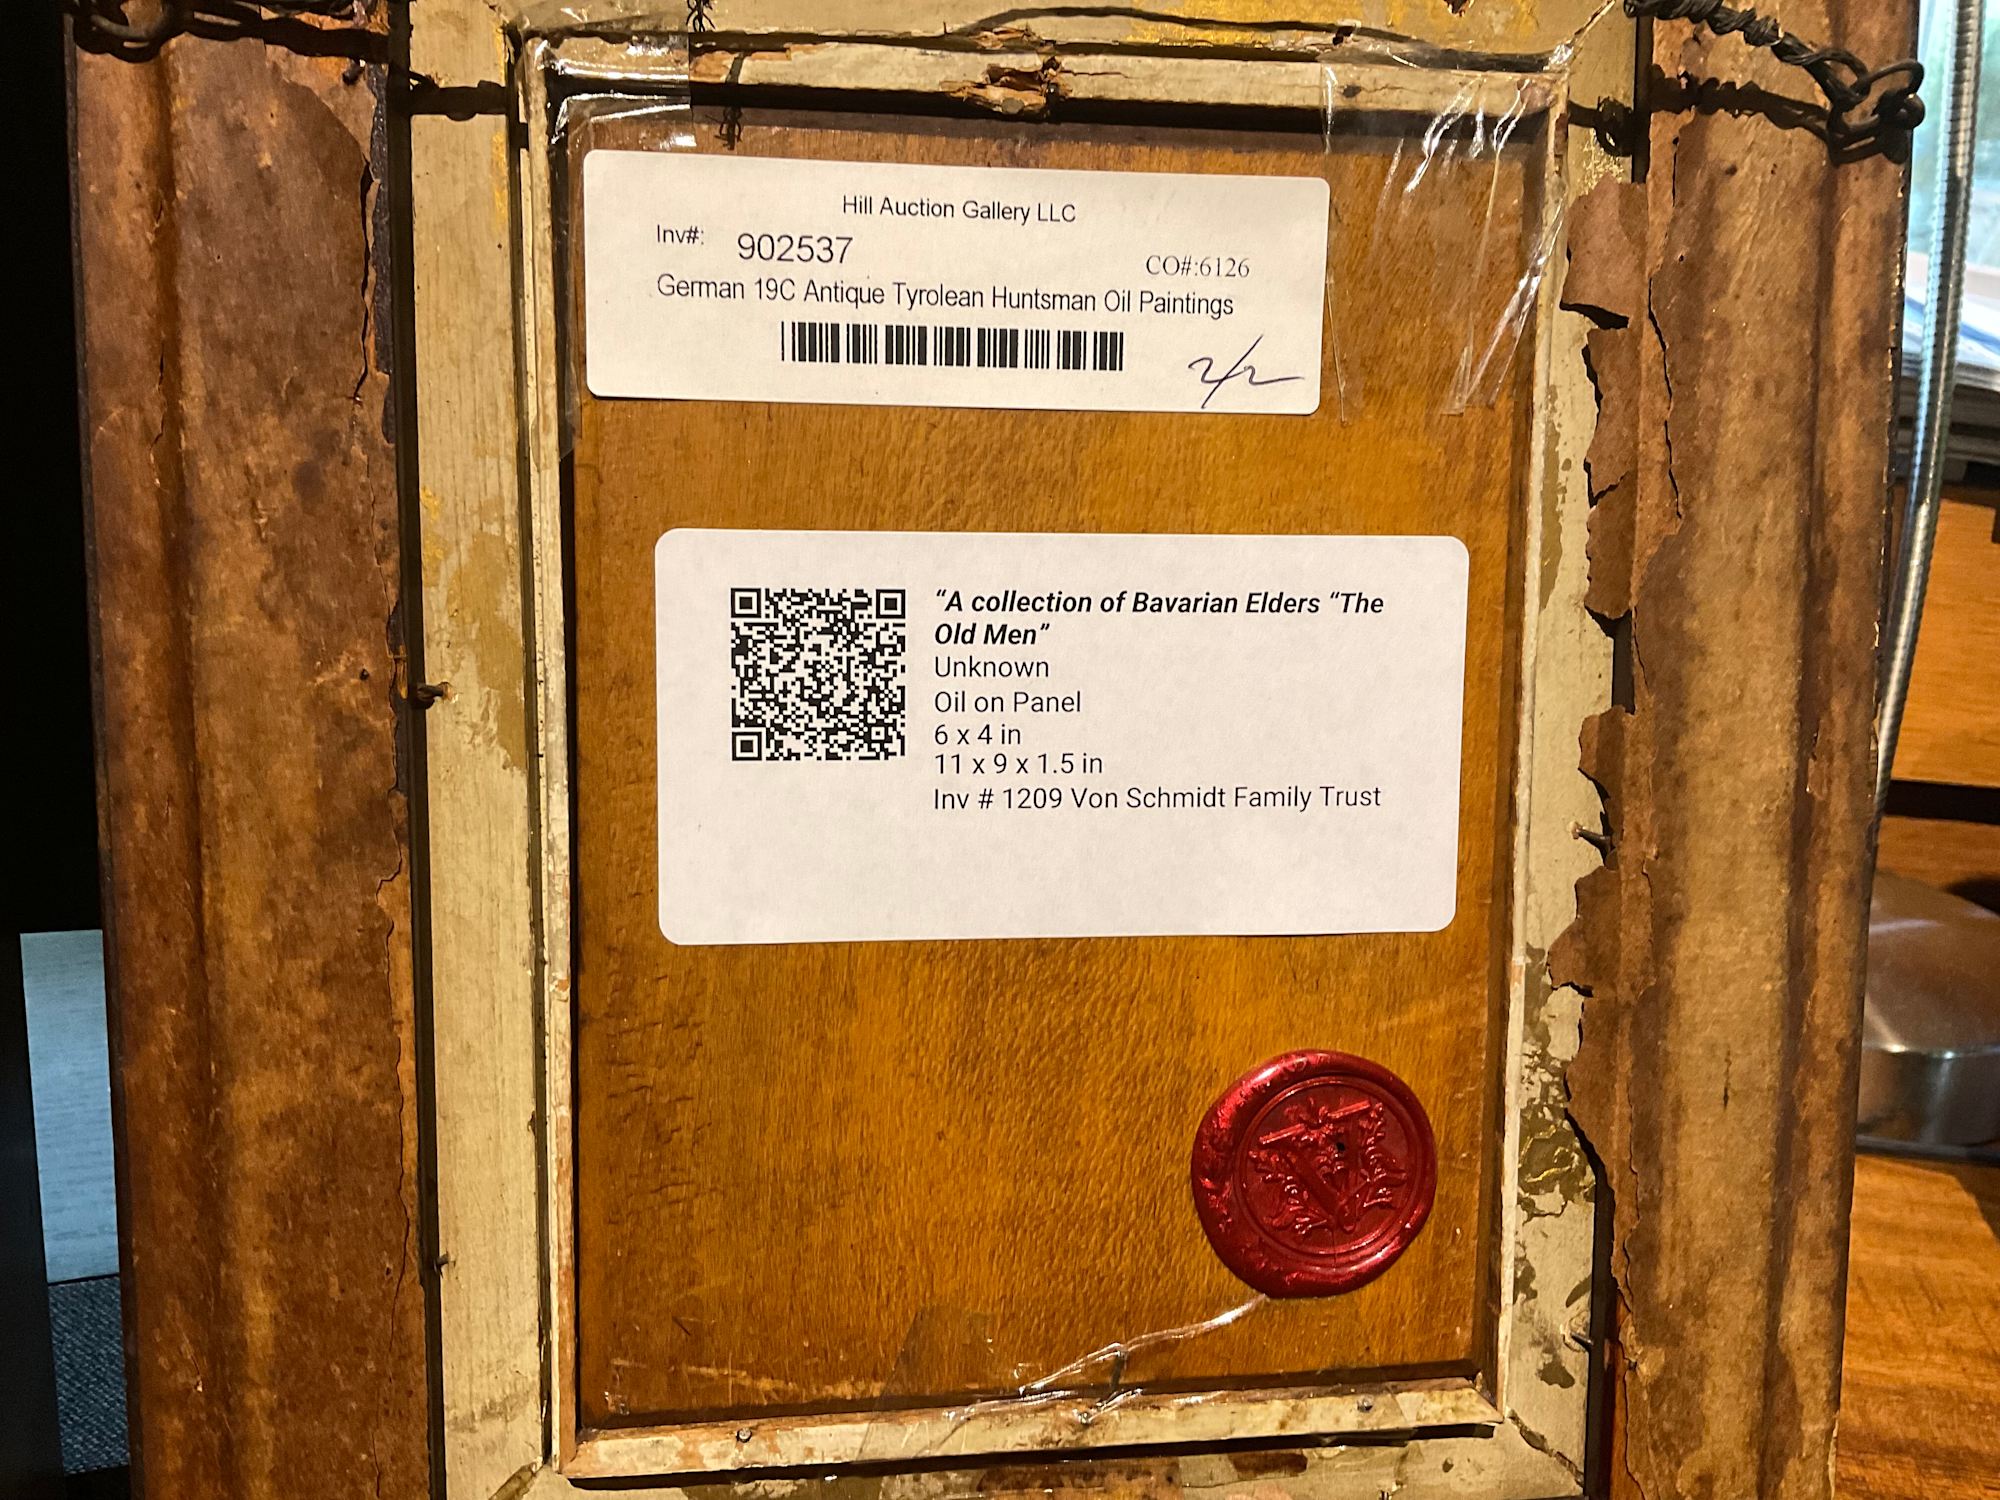 Hill Auction Gallery LLC
Inv#: 902537
CO#:6126
German 19C Antique Tyrolean Huntsman Oil Paintings
2/2
“A collection of Bavarian Elders “The
Old Men”
Unknown
Oil on Panel
6 x 4 in
11 x 9 x 1.5 in
Inv # 1209 Von Schmidt Family Trust